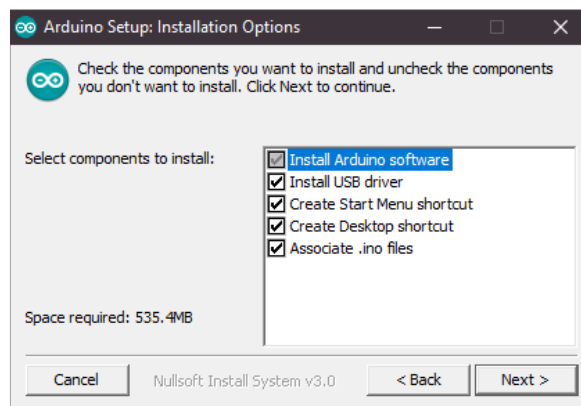 Arduino Setup: Installation Options
Check the components you want to install and uncheck the components
you don't want to install. Click Next to continue.
Select components to install:
Install Arduino software
Install USB driver
Create Start Menu shortcut
Create Desktop shortcut
Associate .ino files
Space required: 535.4MB
Cancel
Nullsoft Install System v3.0
< Back
Next >